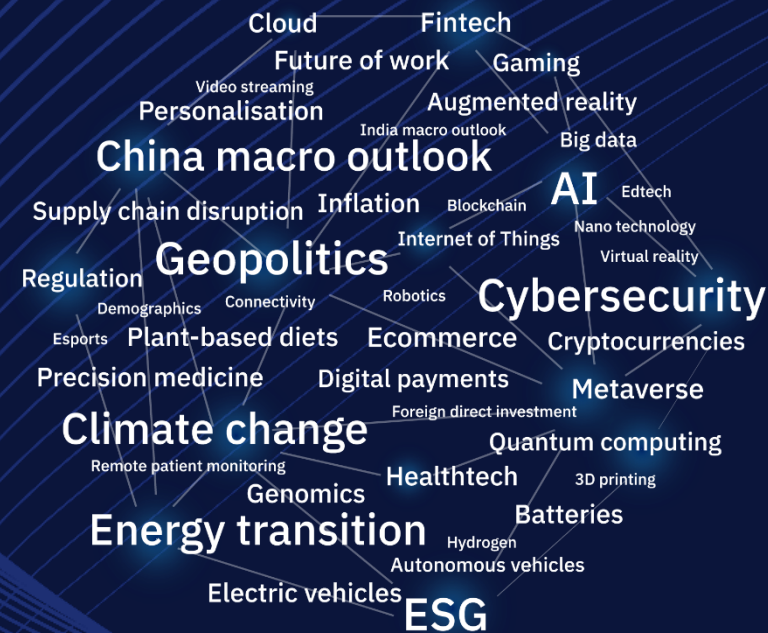 Cloud
Fintech
Future of work
Gaming
Video streaming
Personalisation
Augmented reality
India macro outlook
Big data
China macro outlook
AI
Edtech
Supply chain disruption
Inflation
Blockchain
Nano technology
Internet of Things
Virtual reality
Geopolitics
Regulation
Demographics
Connectivity
Robotics
Cybersecurity
Esports
Plant-based diets
Ecommerce
Cryptocurrencies
Precision medicine
Digital payments
Metaverse
Foreign direct investment
Climate change
Quantum computing
Remote patient monitoring
Healthtech
3D printing
Genomics
Batteries
Energy transition
Hydrogen
Autonomous vehicles
Electric vehicles
ESG